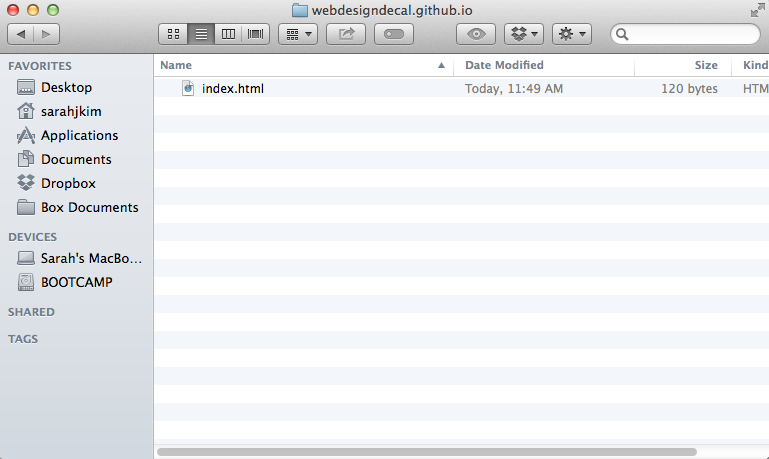 webdesigndecal.github.io
FAVORITES
Desktop
sarahjkim
Applications
Documents
Dropbox
Box Documents
DEVICES
Sarah's MacBo...
BOOTCAMP
SHARED
TAGS
Name Date Modified Size Kind
index.html Today, 11:49 AM 120 bytes HTM